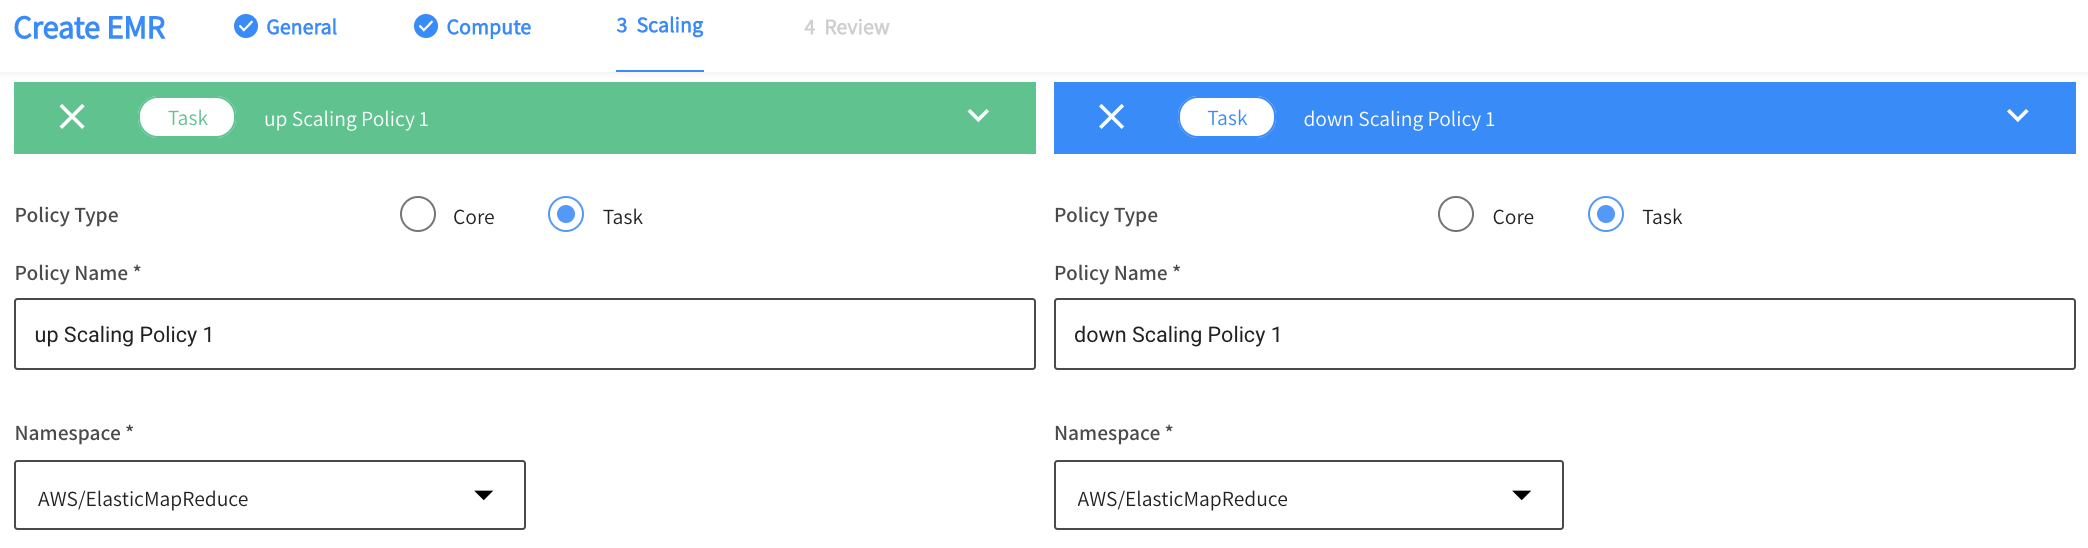 Create EMR General Compute 3 Scaling 4 Review
Task up Scaling Policy 1
Policy Type Core Task
Policy Name *
up Scaling Policy 1
Namespace *
AWS/ElasticMapReduce
Task down Scaling Policy 1
Policy Type Core Task
Policy Name *
down Scaling Policy 1
Namespace *
AWS/ElasticMapReduce